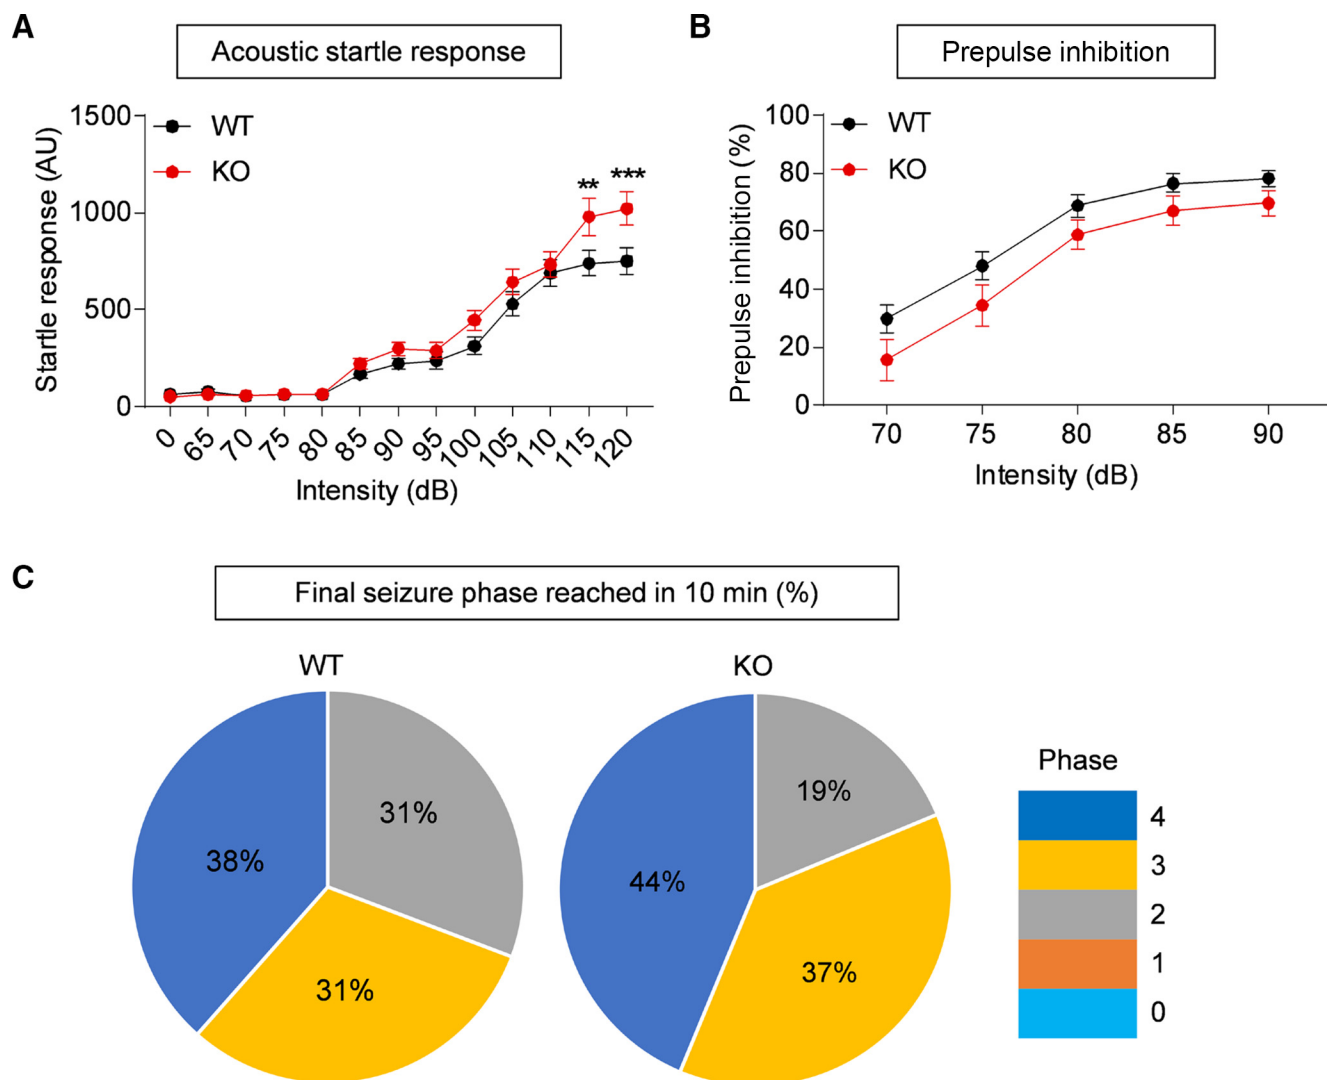 A
Acoustic startle response
Startle response (AU)
1500
1000
500
0
WT
KO
** ***
0 65 70 75 80 85 90 95 100 105 110 115 120
Intensity (dB)
B
Prepulse inhibition
Prepulse inhibition (%)
100
80
60
40
20
0
WT
KO
70 75 80 85 90
Intensity (dB)
C
Final seizure phase reached in 10 min (%)
WT
31%
38%
31%
KO
19%
44%
37%
Phase
4
3
2
1
0